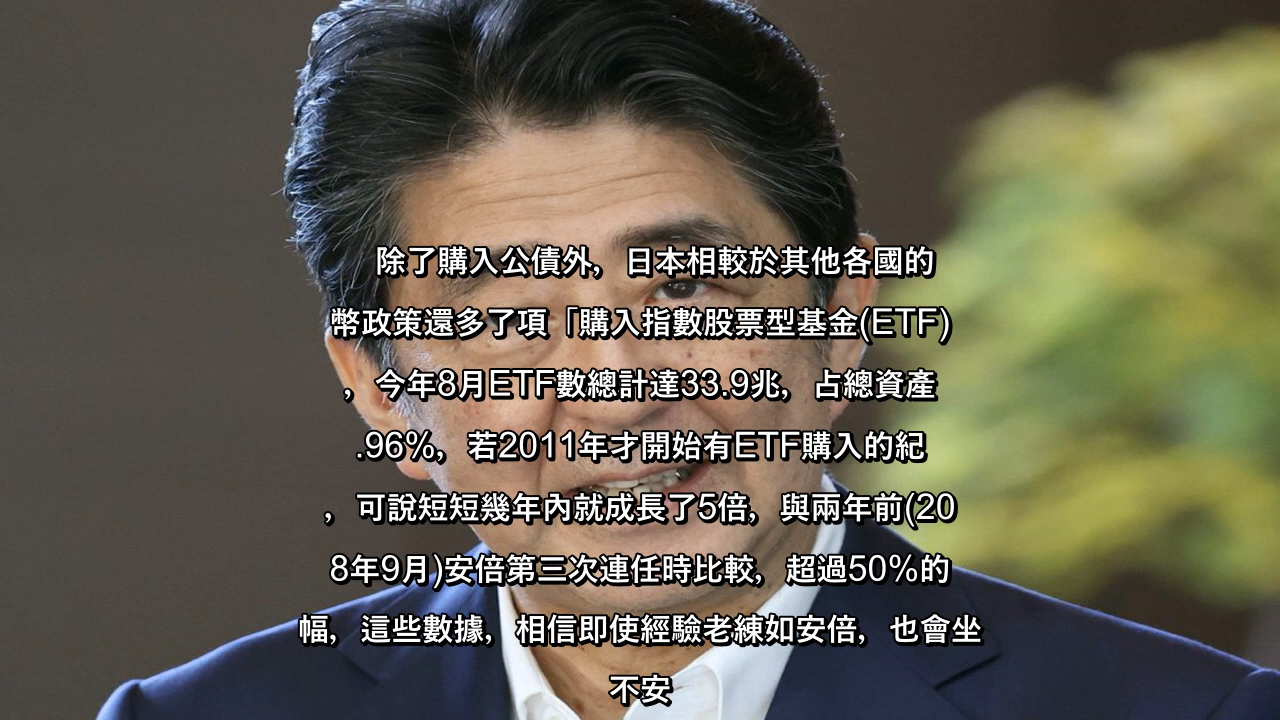 除了購入公債外，日本相較於其他各國的
幣政策還多了項「購入指數股票型基金(ETF)
，今年8月ETF數總計達33.9兆，占總資產
.96%，若2011年才開始有ETF購入的紀
，可說短短幾年內就成長了5倍，與兩年前(20
8年9月)安倍第三次連任時比較，超過50%的
幅，這些數據，相信即使經驗老練如安倍，也會坐
不安